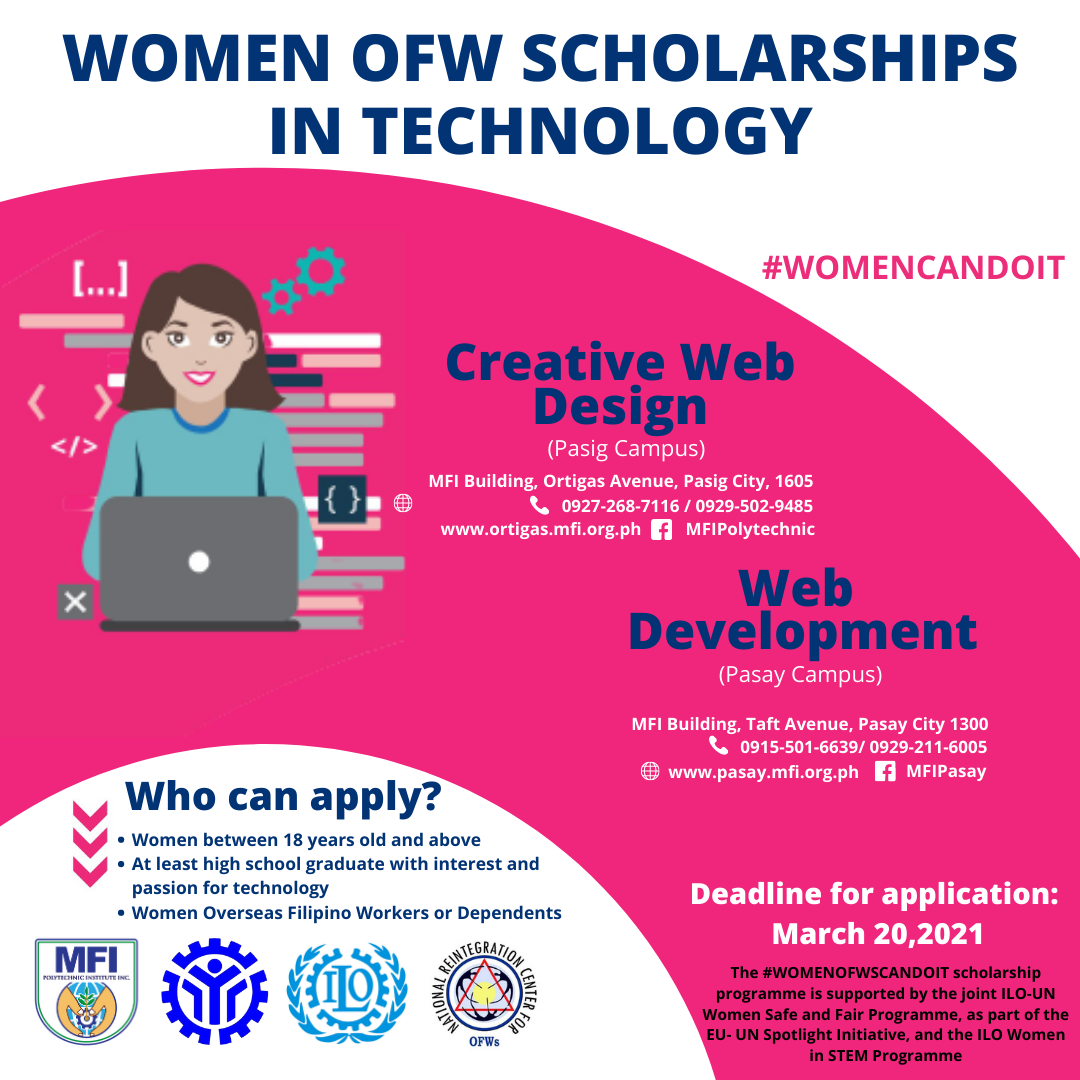 WOMEN OFW SCHOLARSHIPS
IN TECHNOLOGY
#WOMENCANDOIT
[...]
< >
</>
{ }
Creative Web
Design
(Pasig Campus)
MFI Building, Ortigas Avenue, Pasig City, 1605
0927-268-7116 / 0929-502-9485
www.ortigas.mfi.org.ph MFIPolytechnic
Web
Development
(Pasay Campus)
MFI Building, Taft Avenue, Pasay City 1300
0915-501-6639/ 0929-211-6005
www.pasay.mfi.org.ph MFIPasay
Who can apply?
• Women between 18 years old and above
• At least high school graduate with interest and
passion for technology
• Women Overseas Filipino Workers or Dependents
MFI
POLYTECHNIC INSTITUTE INC.
ILO
NATIONAL REINTEGRATION CENTER FOR
OFWs
Deadline for application:
March 20,2021
The #WOMENOFWSCANDOIT scholarship
programme is supported by the joint ILO-UN
Women Safe and Fair Programme, as part of the
EU- UN Spotlight Initiative, and the ILO Women
in STEM Programme